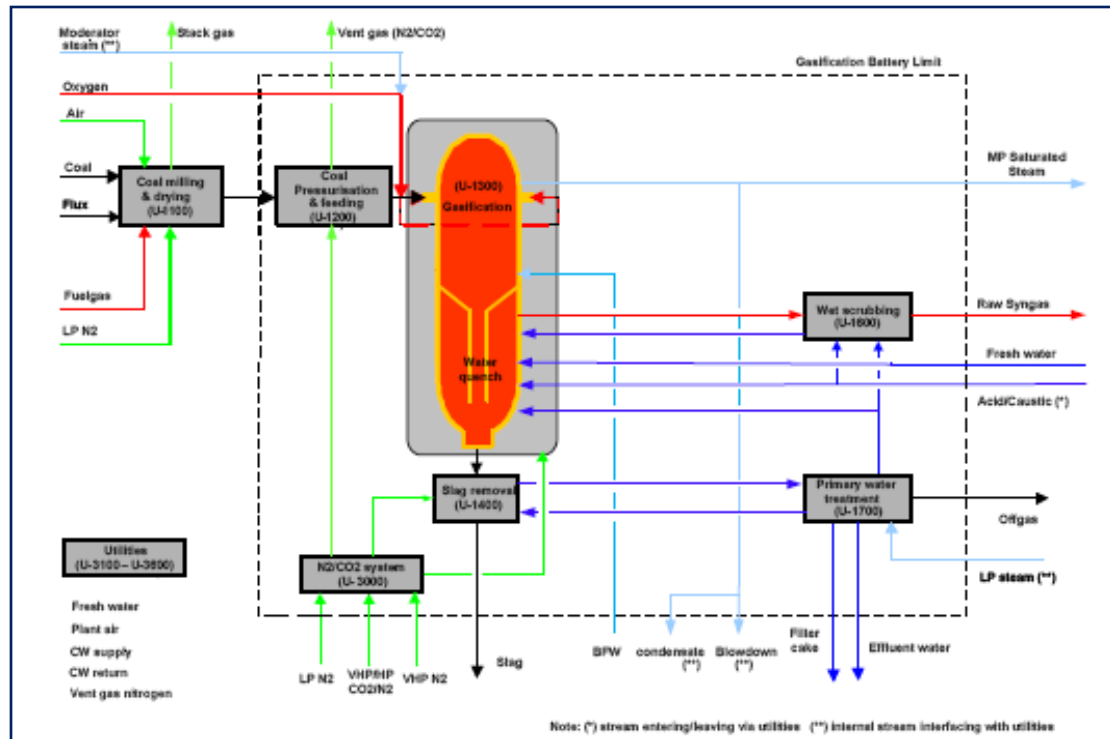 Moderator
steam (**)
Stack gas
Vent gas (N2/CO2)
Gasification Battery Limit
Oxygen
Air
Coal
Flux
Coal milling
& drying
(U-1100)
Coal
Pressurisation
& feeding
(U-1200)
(U-1300)
Gasification
MP Saturated
Steam
Fuelgas
LP N2
Wet scrubbing
(U-1600)
Raw Syngas
Fresh water
Water
quench
Acid/Caustic (*)
Slag removal
(U-1400)
Primary water
treatment
(U-1700)
Offgas
LP steam (**)
Utilities
(U-3100 – U-3800)
N2/CO2 system
(U- 3000)
Fresh water
Plant air
CW supply
CW return
Vent gas nitrogen
LP N2
VHP/HP
CO2/N2
VHP N2
Slag
BFW
condensate
(**)
Blowdown
(**)
Filter
cake
Effluent water
Note: (*) stream entering/leaving via utilities (**) internal stream interfacing with utilities